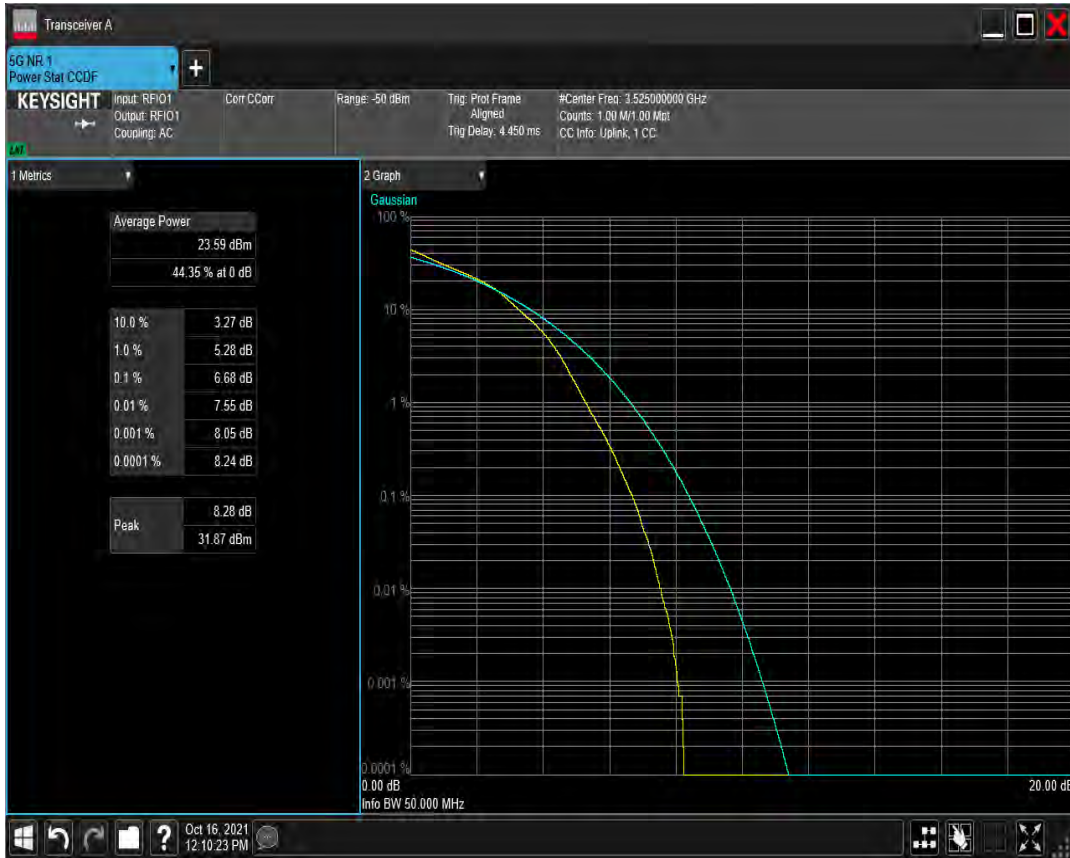 Transceiver A
5G NR 1
Power Stat CCDF
+
KEYSIGHT
Input: RFIO1
Output: RFIO1
Coupling: AC
Corr CCorr
Range: -50 dBm
Trig: Prot Frame
Aligned
Trig Delay: 4.450 ms
#Center Freq: 3.525000000 GHz
Counts: 1.00 M/1.00 Mpt
CC Info: Uplink, 1 CC
1 Metrics
Average Power
23.59 dBm
44.35 % at 0 dB
10.0 % 3.27 dB
1.0 % 5.28 dB
0.1 % 6.68 dB
0.01 % 7.55 dB
0.001 % 8.05 dB
0.0001 % 8.24 dB
Peak
8.28 dB
31.87 dBm
2 Graph
Gaussian
100 %
10 %
1 %
0.1 %
0.01 %
0.001 %
0.0001 %
0.00 dB
20.00 dB
Info BW 50.000 MHz
?
Oct 16, 2021
12:10:23 PM